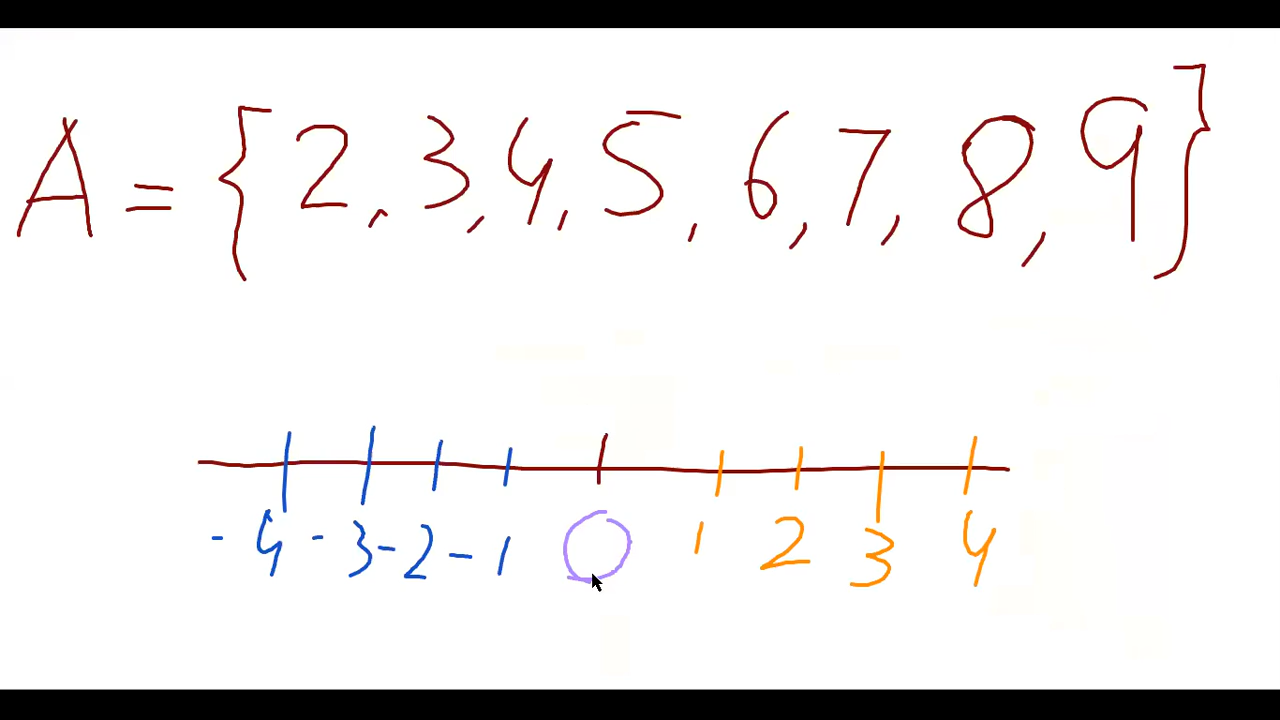 A = {2, 3, 4, 5, 6, 7, 8, 9}
-4 -3 -2 -1 0 1 2 3 4